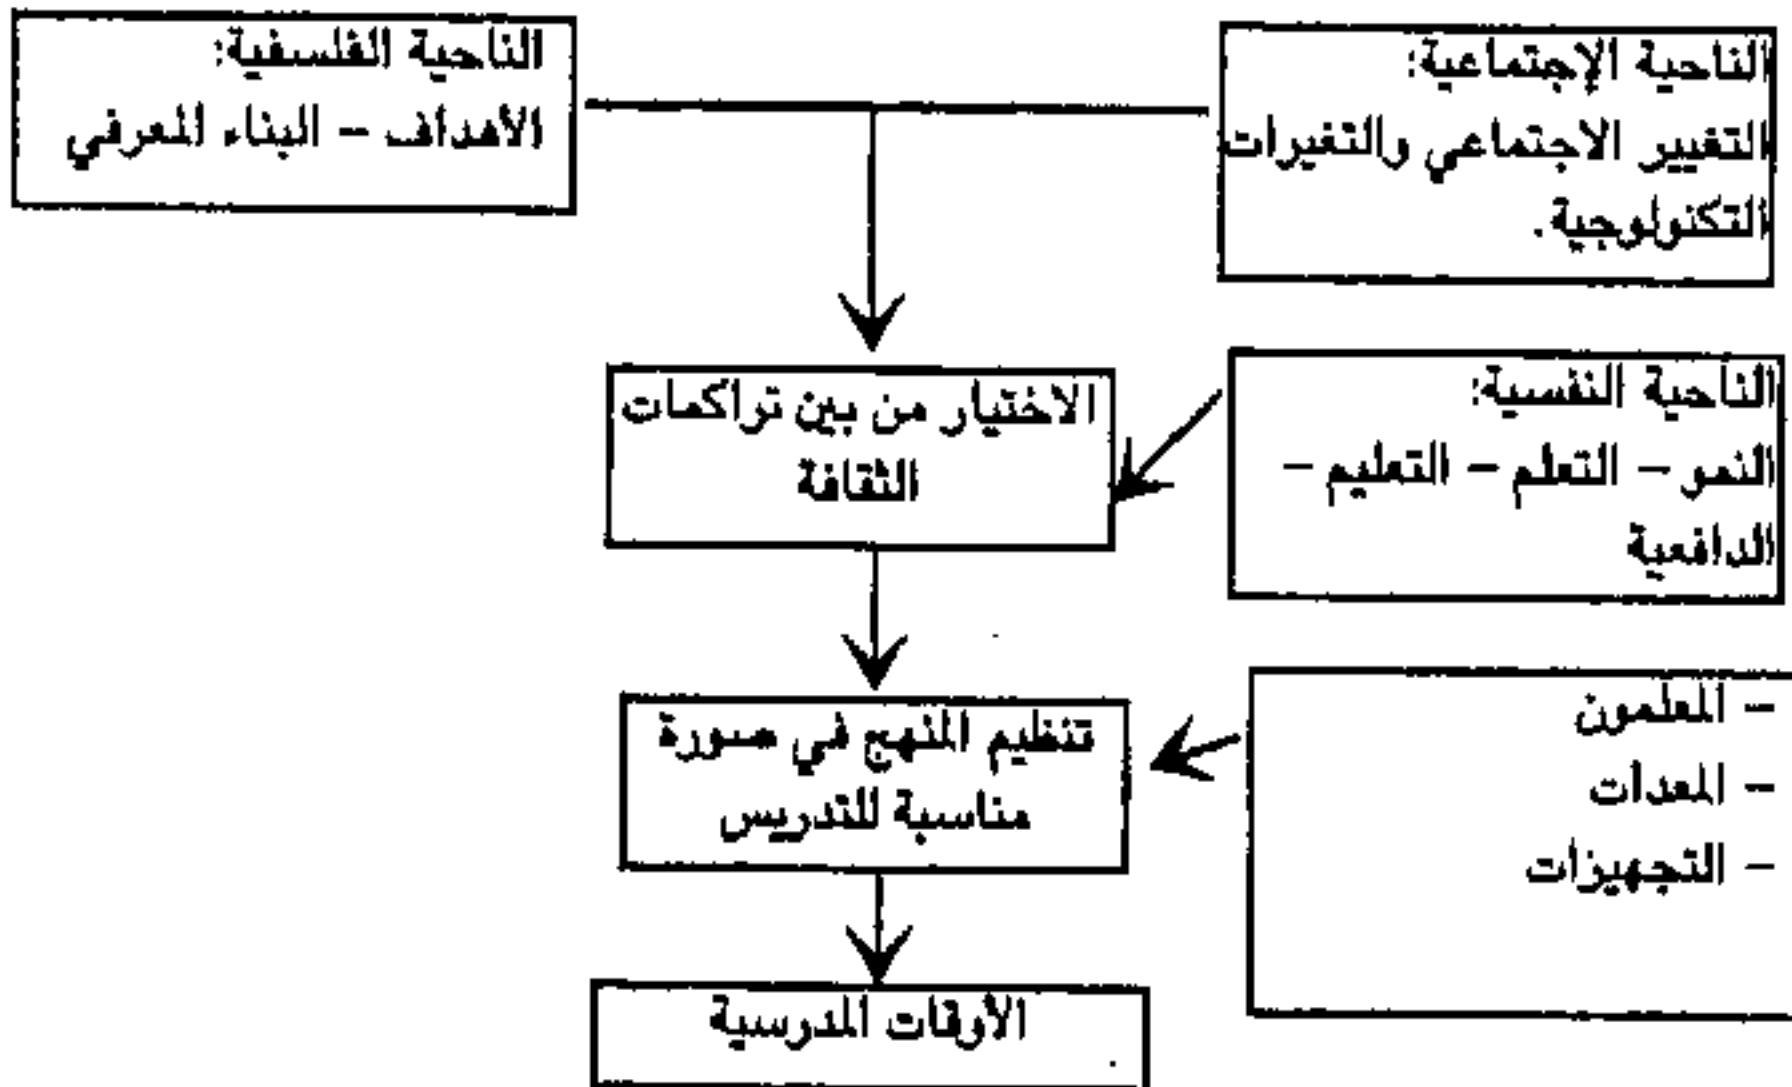 الناحية الإجتماعية:
التغيير الاجتماعي والتغيرات
التكنولوجية.
الناحية الفلسفية:
الأهداف – البناء المعرفي
الناحية النفسية:
النمو – التعلم – التعليم –
الدافعية
الاختيار من بين تراكمات
الثقافة
– المعلمون
– المعدات
– التجهيزات
تنظيم المنهج في صورة
مناسبة للتدريس
الأوقات المدرسية